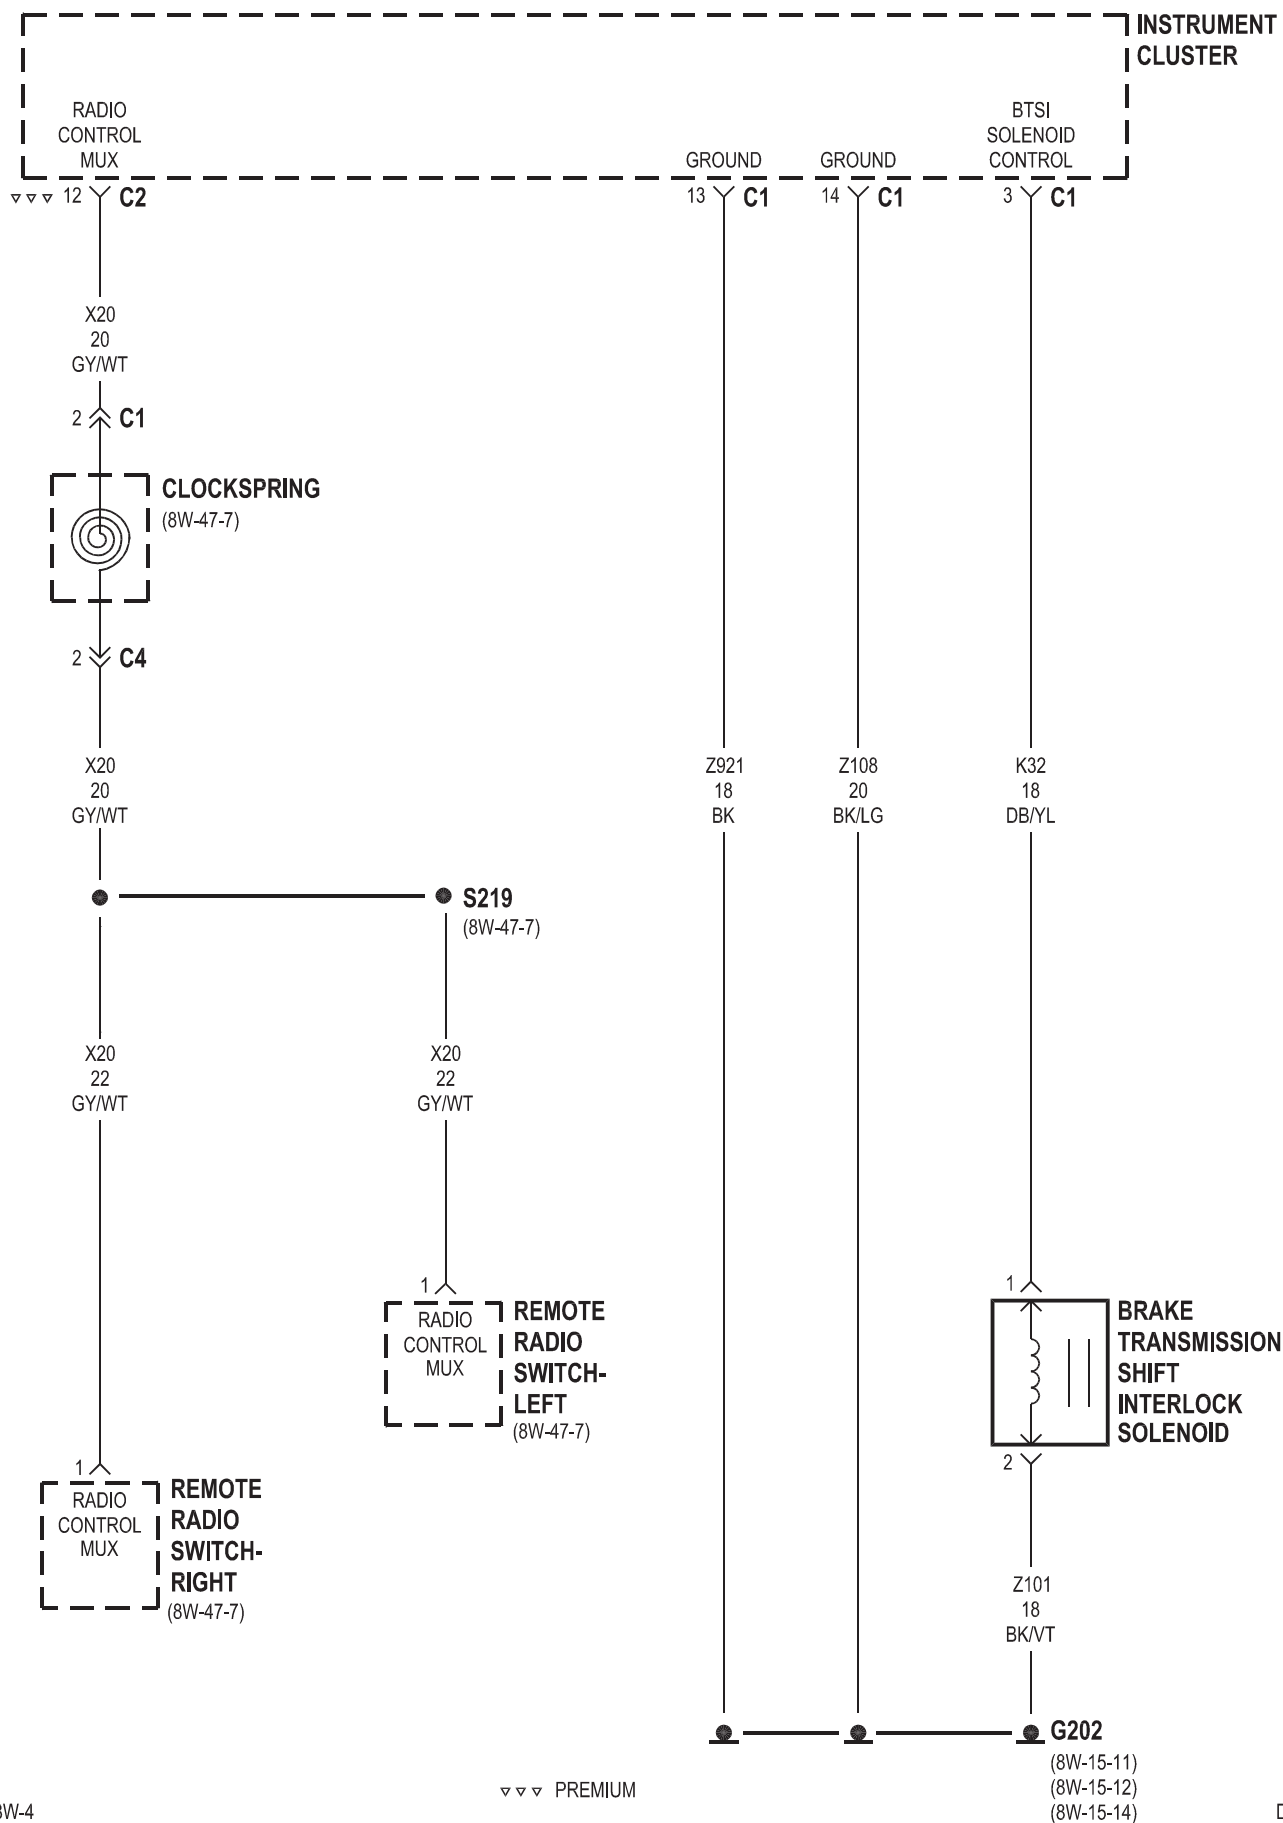 INSTRUMENT
CLUSTER
RADIO
CONTROL
MUX
GROUND
GROUND
BTSI
SOLENOID
CONTROL
12 C2
13 C1
14 C1
3 C1
X20
20
GY/WT
2 C1
CLOCKSPRING
(8W-47-7)
2 C4
X20
20
GY/WT
Z921
18
BK
Z108
20
BK/LG
K32
18
DB/YL
S219
(8W-47-7)
X20
22
GY/WT
X20
22
GY/WT
1
RADIO
CONTROL
MUX
REMOTE
RADIO
SWITCH-
LEFT
(8W-47-7)
1
BRAKE
TRANSMISSION
SHIFT
INTERLOCK
SOLENOID
2
1
RADIO
CONTROL
MUX
REMOTE
RADIO
SWITCH-
RIGHT
(8W-47-7)
Z101
18
BK/VT
G202
(8W-15-11)
(8W-15-12)
(8W-15-14)
PREMIUM
W-4